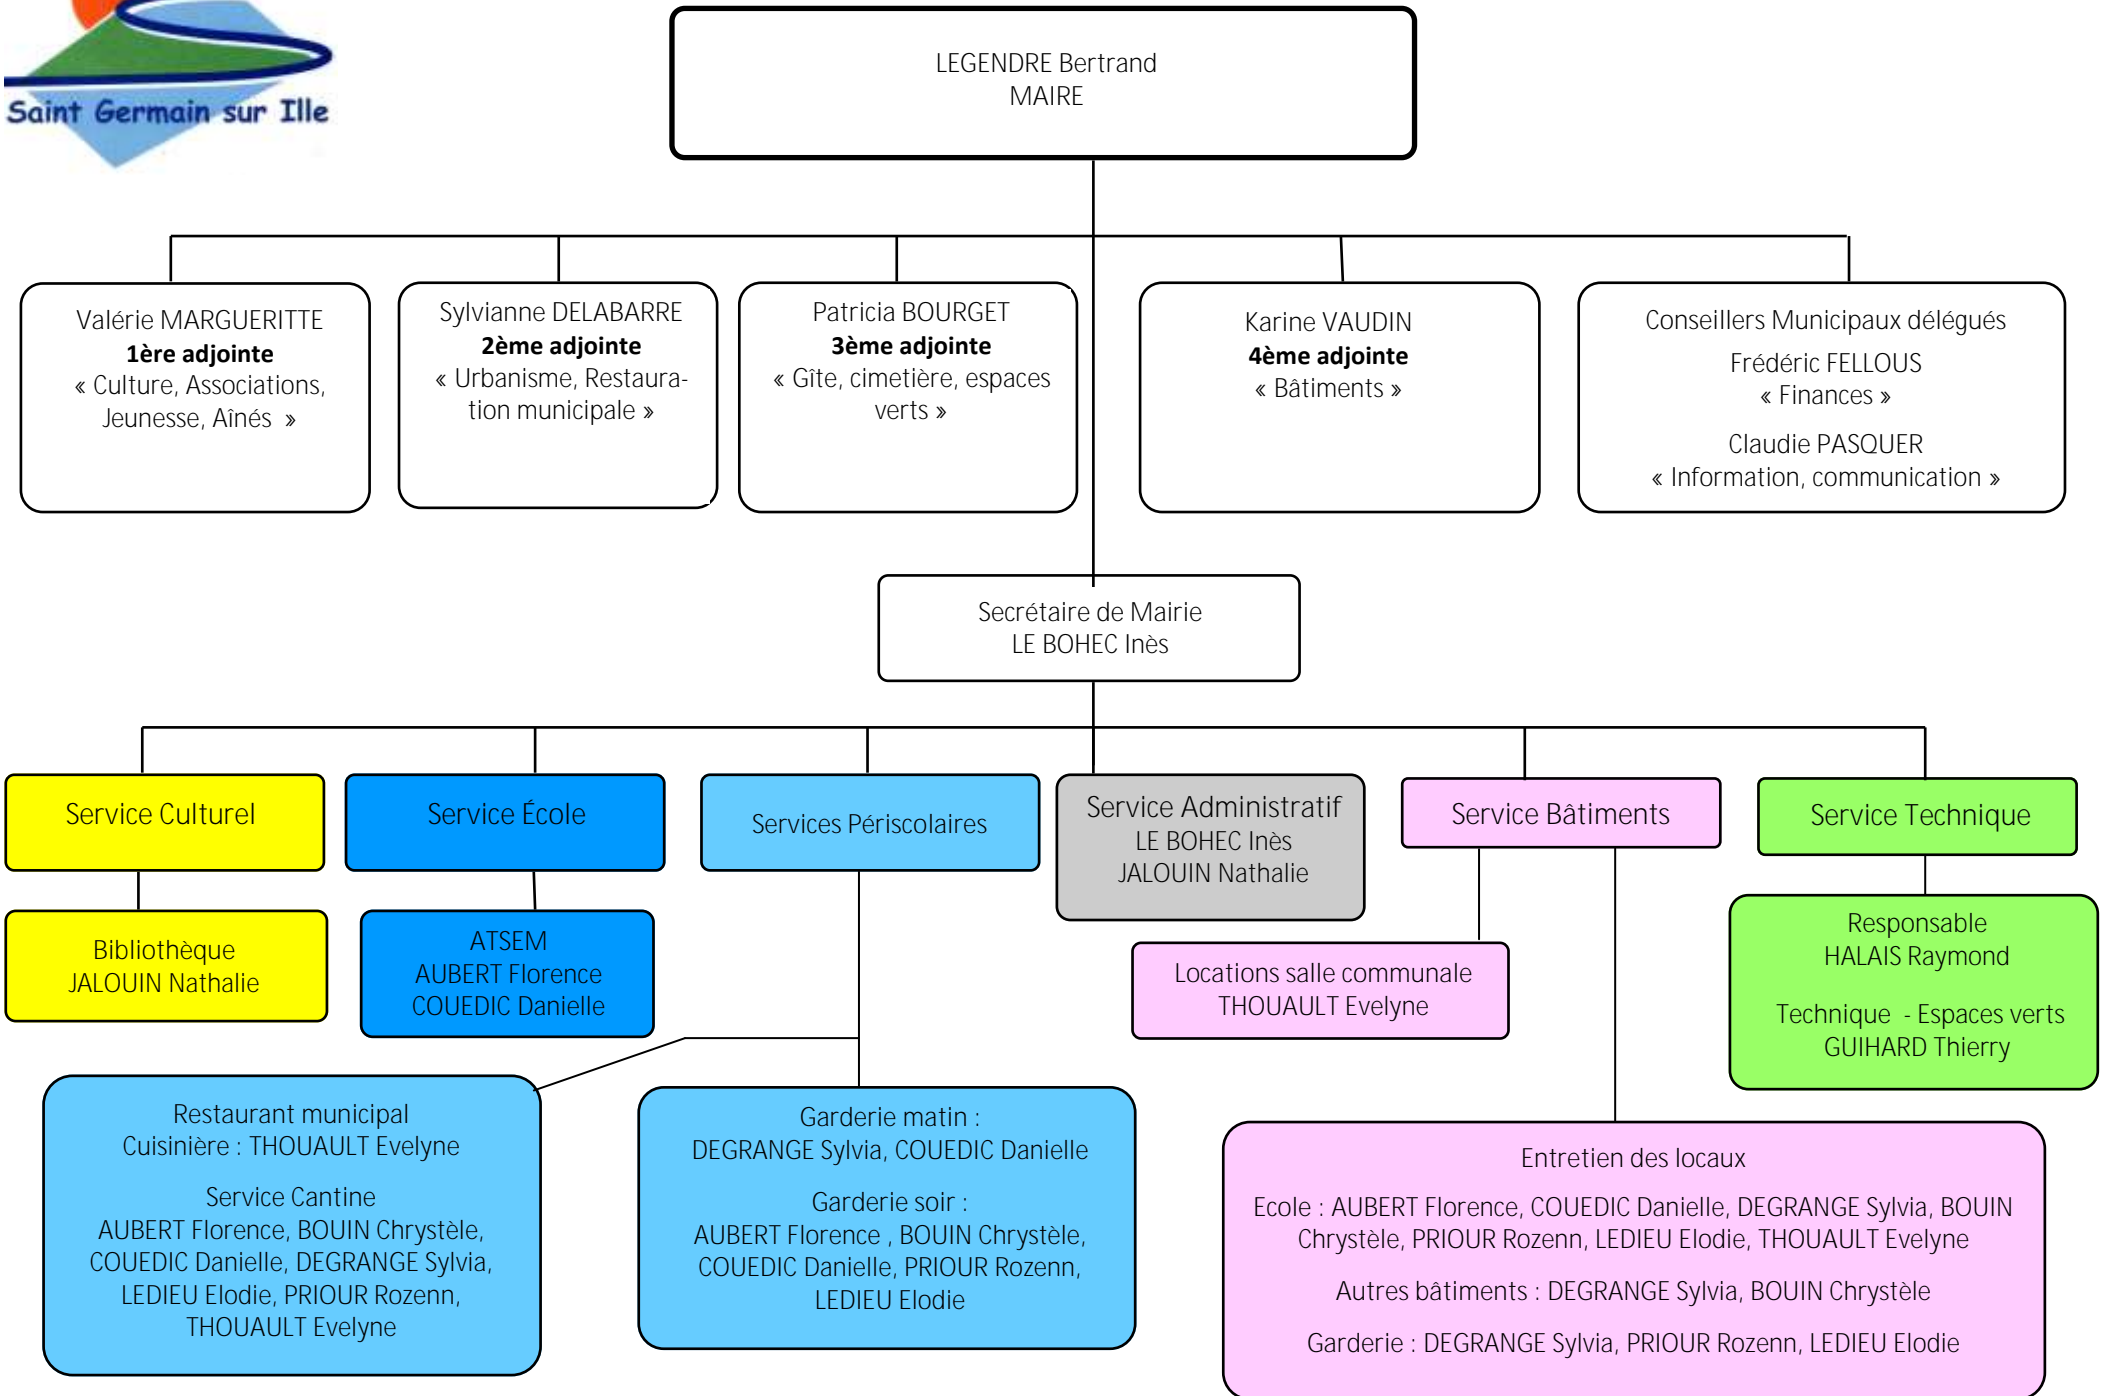 Saint Germain sur Ille
LEGENDRE Bertrand
MAIRE
Valérie MARGUERITTE
1ère adjointe
« Culture, Associations,
Jeunesse, Aînés »
Sylvianne DELABARRE
2ème adjointe
« Urbanisme, Restaura-
tion municipale »
Patricia BOURGET
3ème adjointe
« Gîte, cimetière, espaces
verts »
Karine VAUDIN
4ème adjointe
« Bâtiments »
Conseillers Municipaux délégués
Frédéric FELLOUS
« Finances »
Claudie PASQUER
« Information, communication »
Secrétaire de Mairie
LE BOHEC Inès
Service Culturel
Service École
Services Périscolaires
Service Administratif
LE BOHEC Inès
JALOUIN Nathalie
Service Bâtiments
Service Technique
Bibliothèque
JALOUIN Nathalie
ATSEM
AUBERT Florence
COUEDIC Danielle
Locations salle communale
THOUAULT Evelyne
Responsable
HALAIS Raymond
Technique - Espaces verts
GUIHARD Thierry
Restaurant municipal
Cuisinière : THOUAULT Evelyne
Service Cantine
AUBERT Florence, BOUIN Chrystèle,
COUEDIC Danielle, DEGRANGE Sylvia,
LEDIEU Elodie, PRIOUR Rozenn,
THOUAULT Evelyne
Garderie matin :
DEGRANGE Sylvia, COUEDIC Danielle
Garderie soir :
AUBERT Florence , BOUIN Chrystèle,
COUEDIC Danielle, PRIOUR Rozenn,
LEDIEU Elodie
Entretien des locaux
Ecole : AUBERT Florence, COUEDIC Danielle, DEGRANGE Sylvia, BOUIN
Chrystèle, PRIOUR Rozenn, LEDIEU Elodie, THOUAULT Evelyne
Autres bâtiments : DEGRANGE Sylvia, BOUIN Chrystèle
Garderie : DEGRANGE Sylvia, PRIOUR Rozenn, LEDIEU Elodie